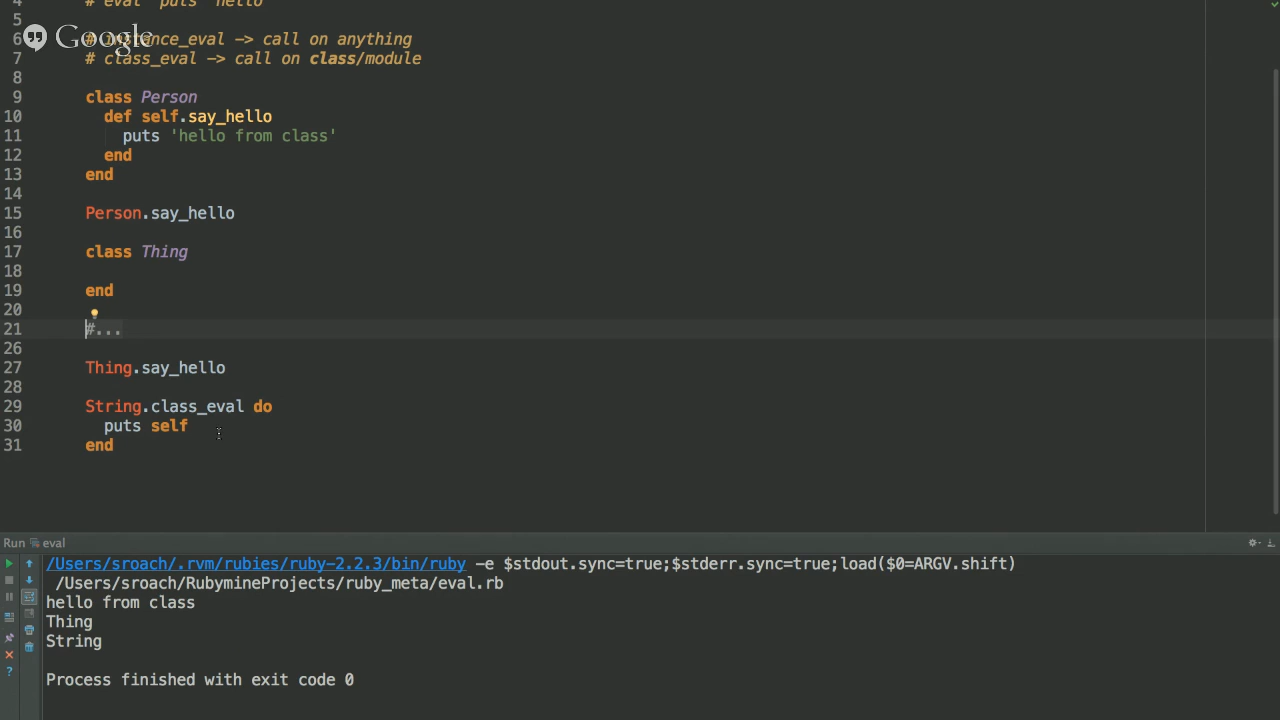 4 # eval "puts 'hello'"
5
Google
6 # instance_eval -> call on anything
7 # class_eval -> call on class/module
8
9 class Person
10 def self.say_hello
11 puts 'hello from class'
12 end
13 end
14
15 Person.say_hello
16
17 class Thing
18
19 end
20
21 #...
26
27 Thing.say_hello
28
29 String.class_eval do
30 puts self
31 end
Run eval
/Users/sroach/.rvm/rubies/ruby-2.2.3/bin/ruby -e $stdout.sync=true;$stderr.sync=true;load($0=ARGV.shift)
/Users/sroach/RubymineProjects/ruby_meta/eval.rb
hello from class
Thing
String
Process finished with exit code 0